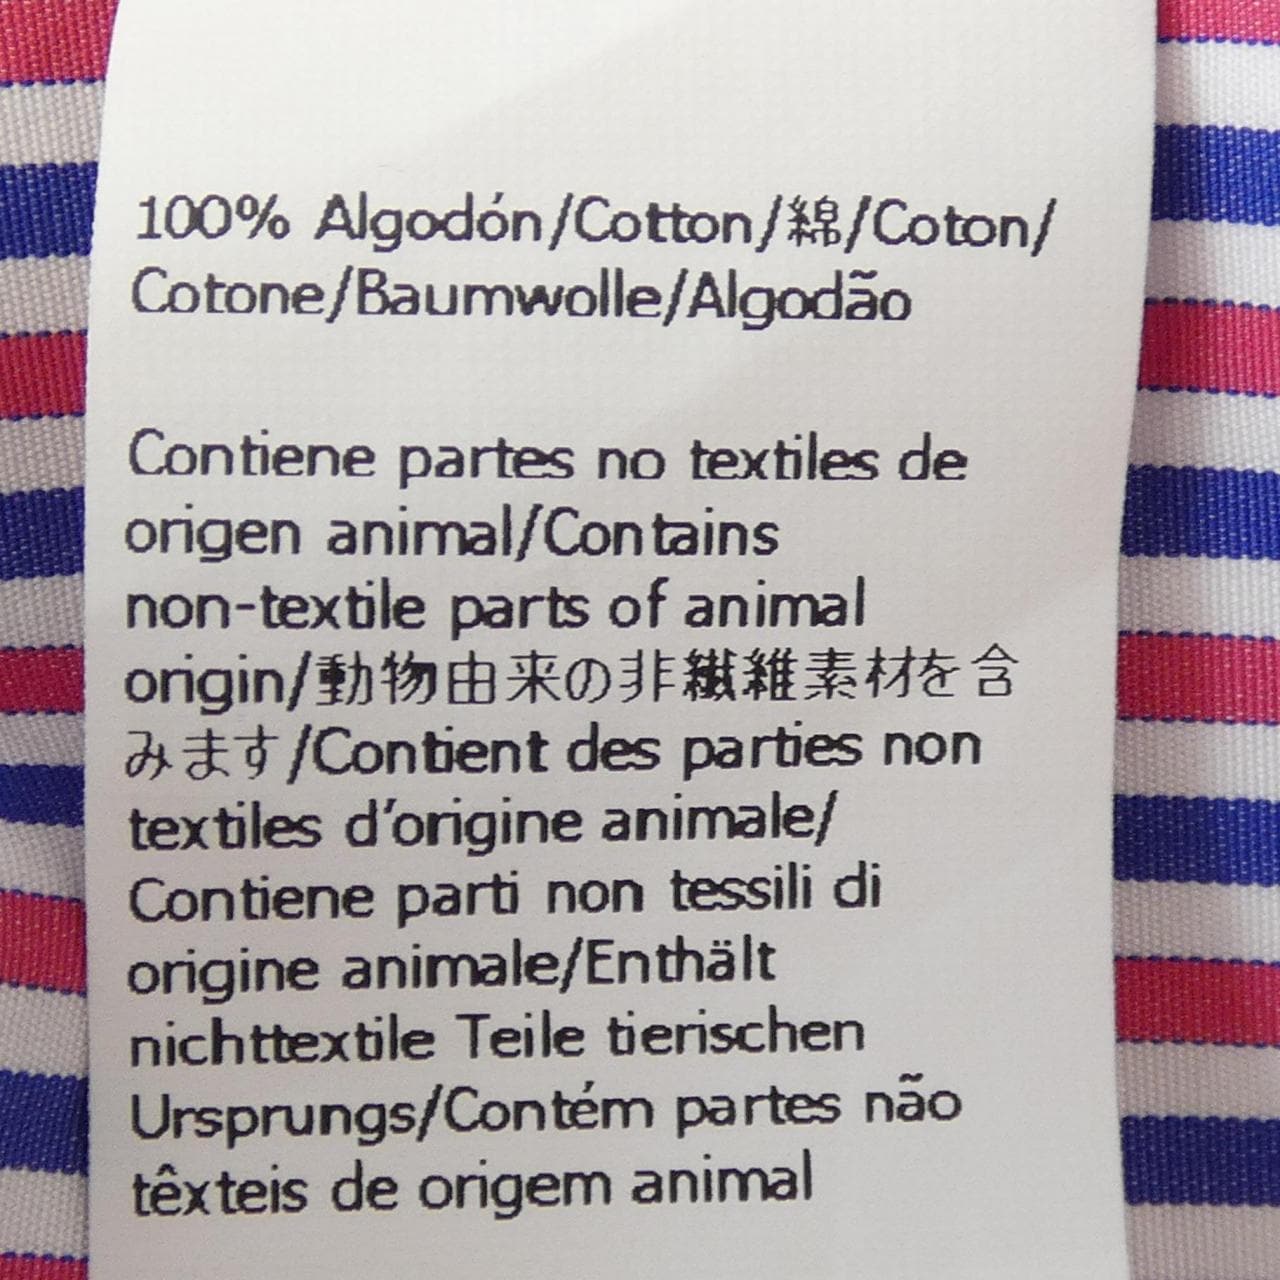 100% Algodón/Cotton/綿/Coton/
Cotone/Baumwolle/Algodão
Contiene partes no textiles de
origen animal/Contains
non-textile parts of animal
origin/動物由来の非繊維素材を含
みます/Contient des parties non
textiles d'origine animale/
Contiene parti non tessili di
origine animale/Enthält
nichttextile Teile tierischen
Ursprungs/Contém partes não
têxteis de origem animal